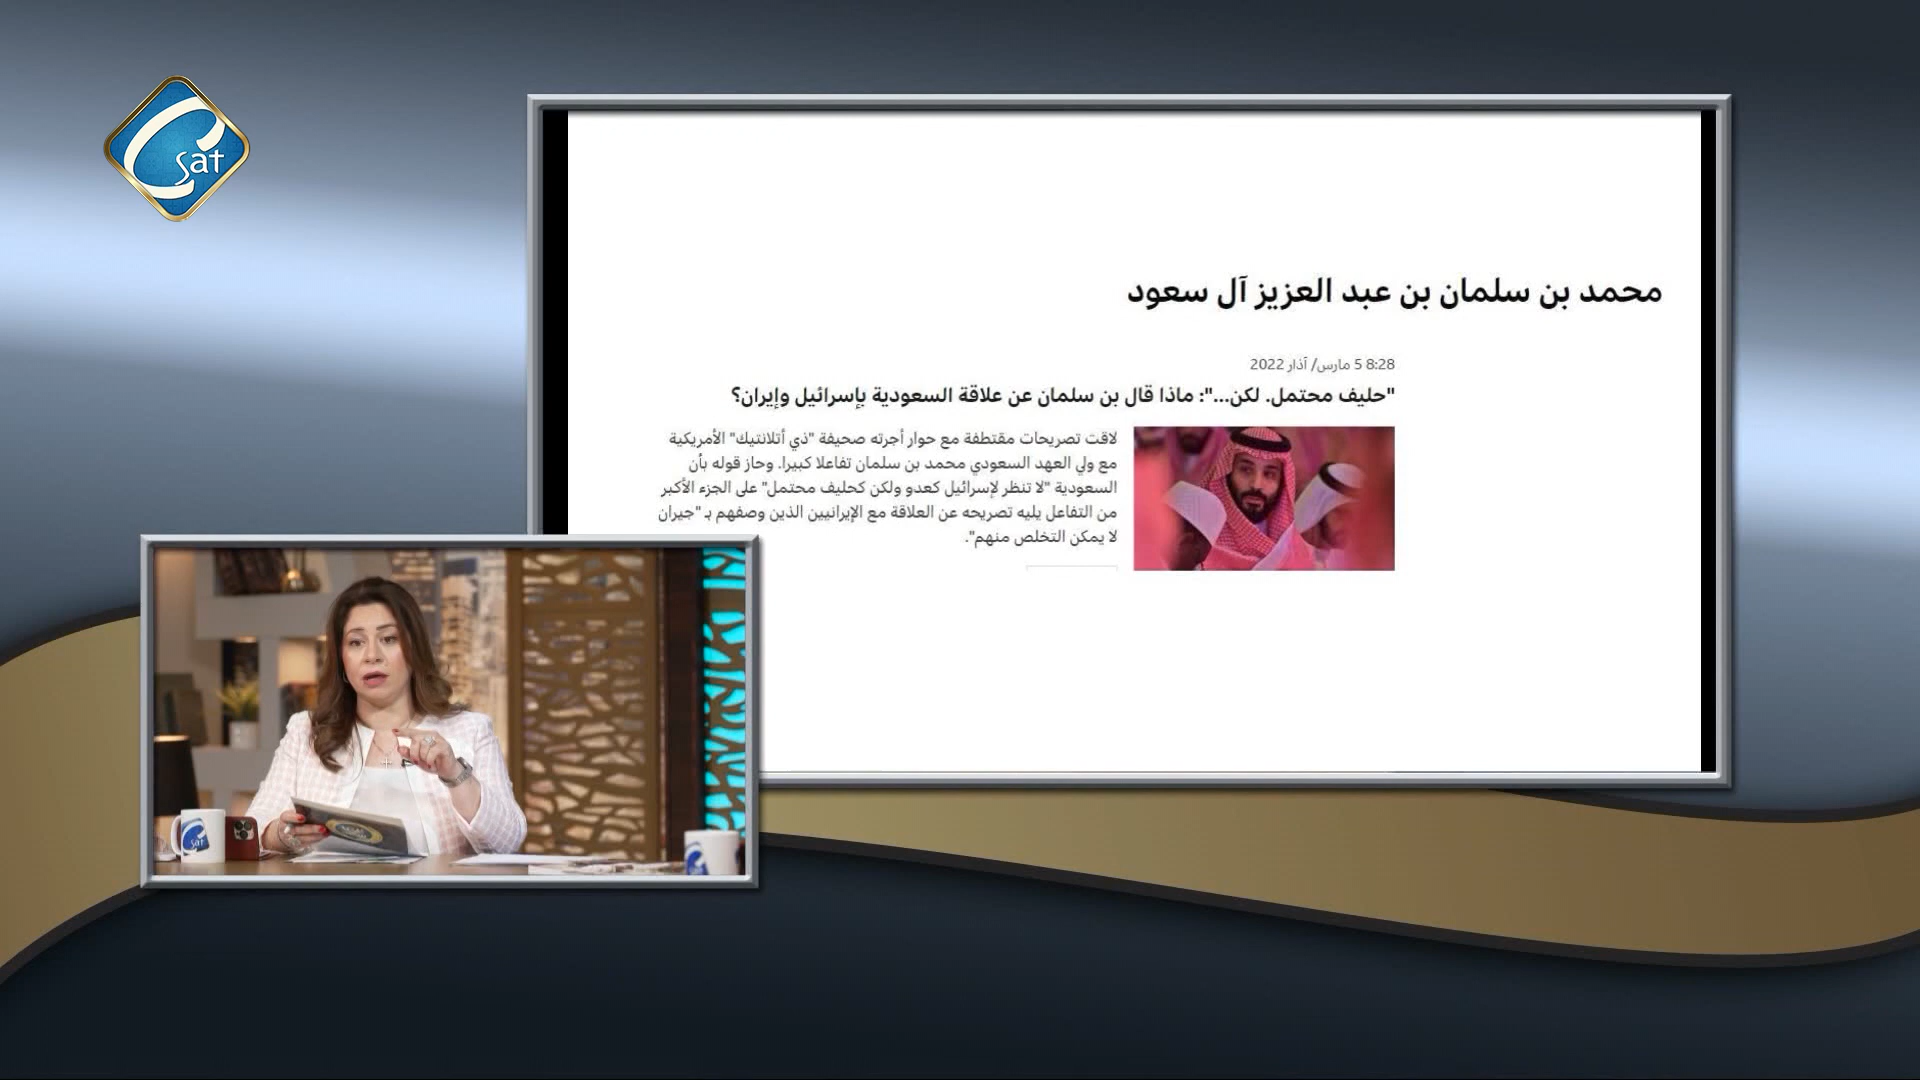 C sat
محمد بن سلمان بن عبد العزيز آل سعود
8:28 5 مارس/ آذار 2022
"حليف محتمل. لكن...": ماذا قال بن سلمان عن علاقة السعودية بإسرائيل وإيران؟
لاقت تصريحات مقتطفة مع حوار أجرته صحيفة "ذي أتلانتيك" الأمريكية
مع ولي العهد السعودي محمد بن سلمان تفاعلا كبيرا. وحاز قوله بأن
السعودية "لا تنظر لإسرائيل كعدو ولكن كحليف محتمل" على الجزء الأكبر
من التفاعل يليه تصريحه عن العلاقة مع الإيرانيين الذين وصفهم بـ "جيران
لا يمكن التخلص منهم".
C sat